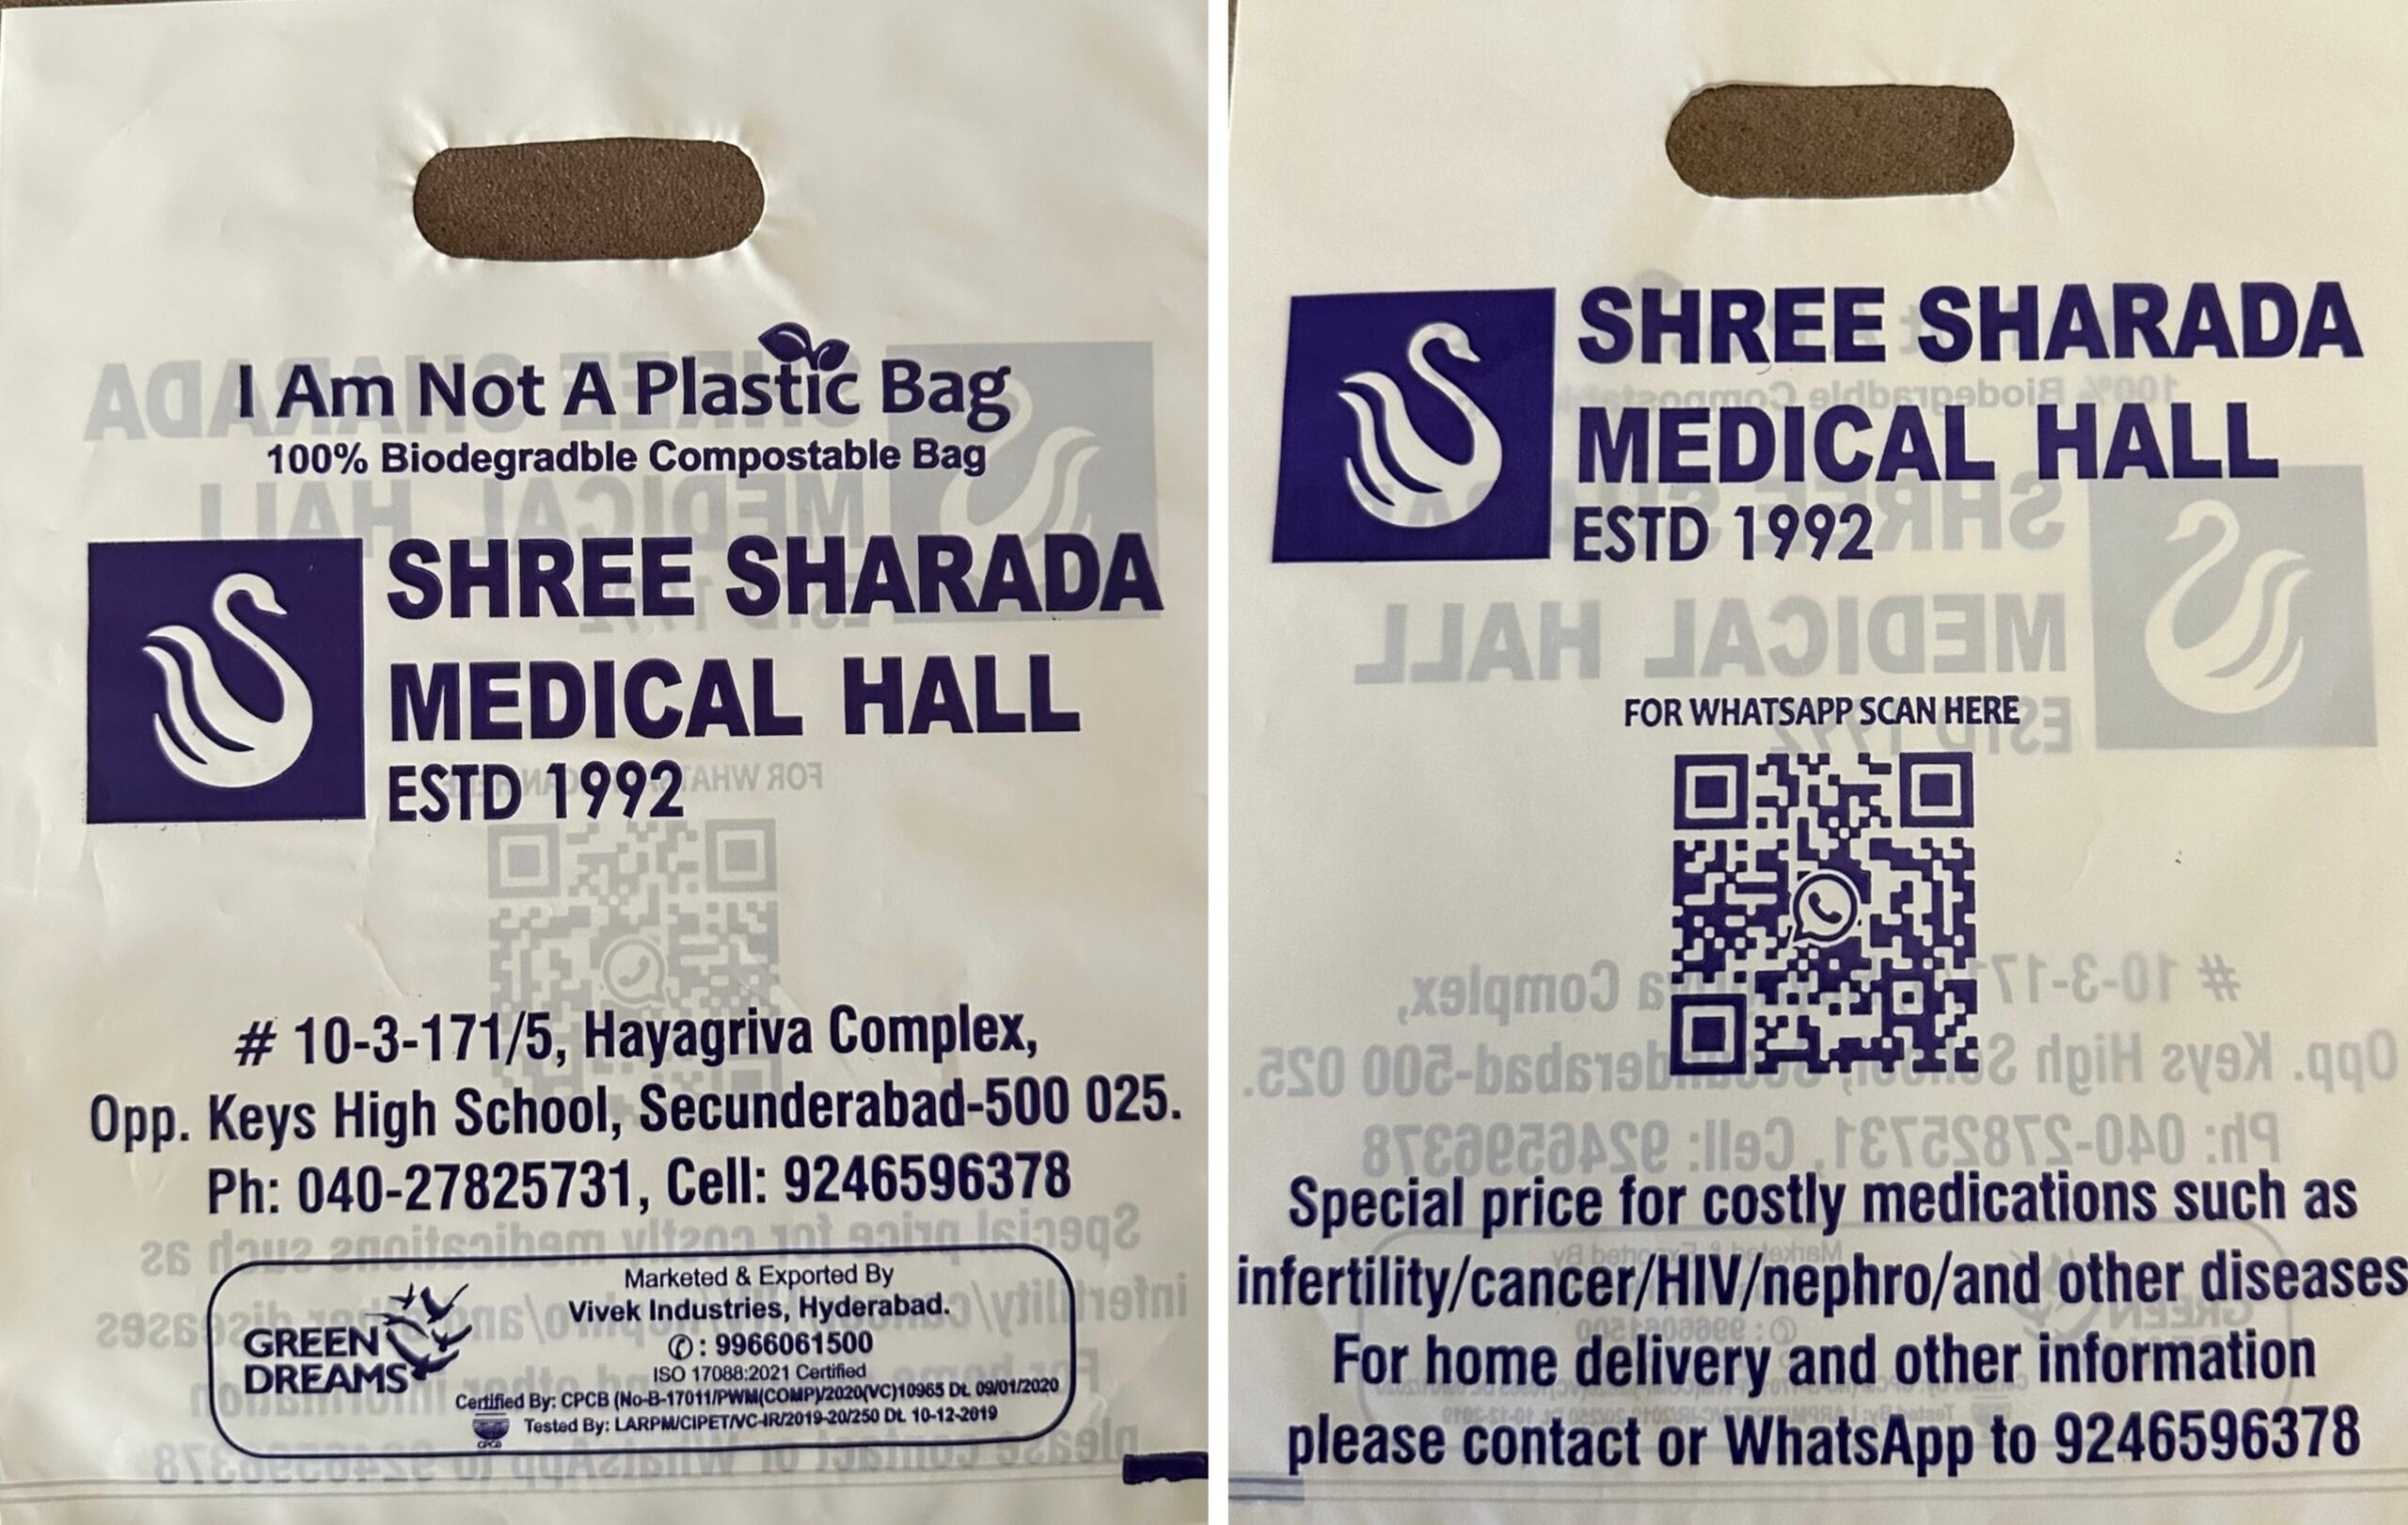 I Am Not A Plastic Bag
100% Biodegradble Compostable Bag
SHREE SHARADA
MEDICAL HALL
ESTD 1992
# 10-3-171/5, Hayagriva Complex,
Opp. Keys High School, Secunderabad-500 025.
Ph: 040-27825731, Cell: 9246596378
GREEN
DREAMS
Marketed & Exported By
Vivek Industries, Hyderabad.
✆: 9966061500
ISO 17088:2021 Certified
Certified By: CPCB (No-B-17011/PWM(COMP)/2020(VC)10965 Dt. 09/01/2020
Tested By: LARPM/CIPET/VC-IR/2019-20/250 Dt. 10-12-2019
CPCB
SHREE SHARADA
MEDICAL HALL
ESTD 1992
FOR WHATSAPP SCAN HERE
Special price for costly medications such as
infertility/cancer/HIV/nephro/and other diseases
For home delivery and other information
please contact or WhatsApp to 9246596378